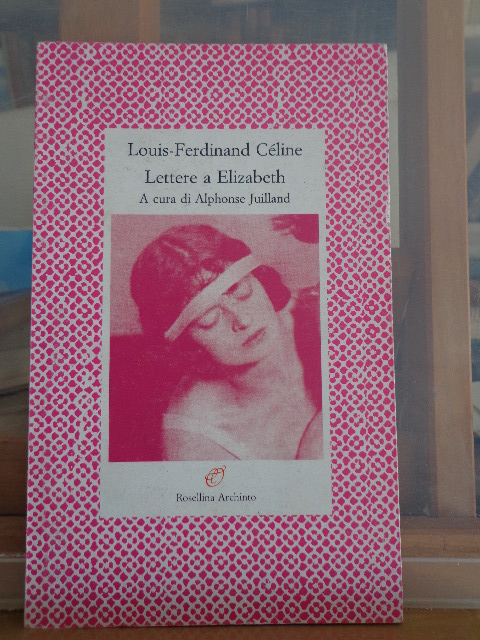 Louis-Ferdinand Céline
Lettere a Elizabeth
A cura di Alphonse Juilland
Rosellina Archinto